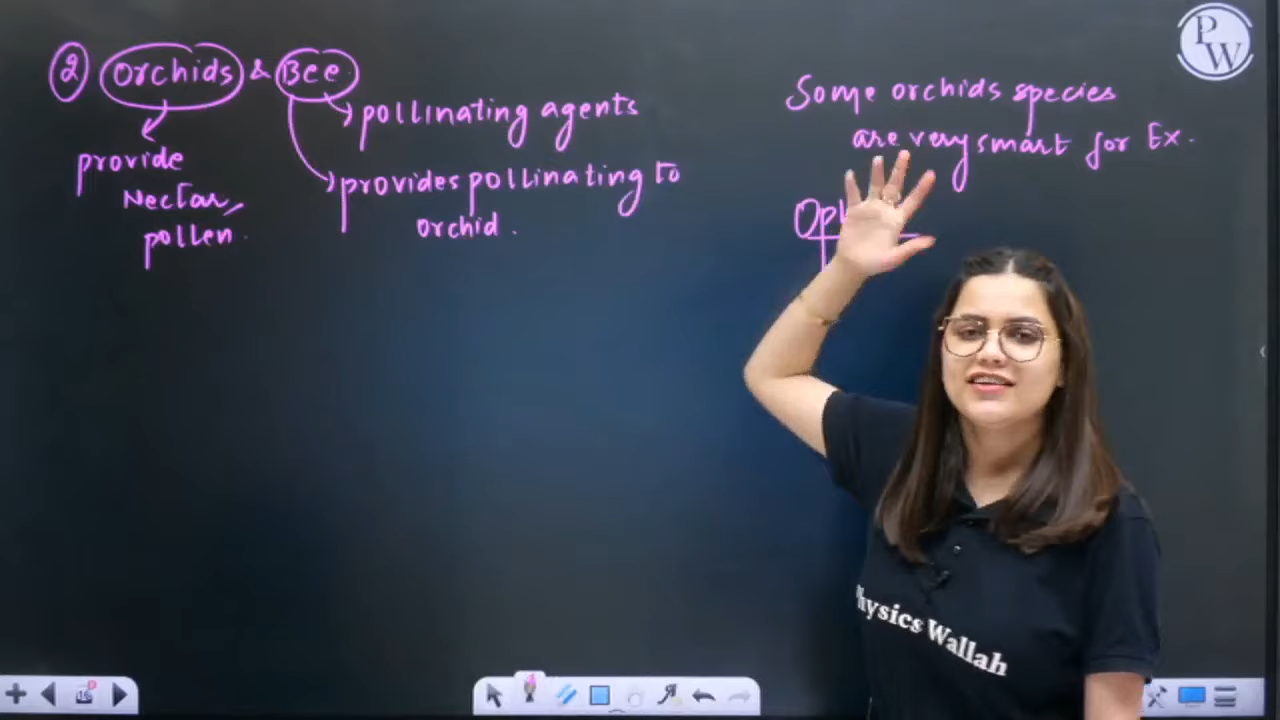 ② Orchids & Bee
pollinating agents
provide
Nectar,
pollen.
provides pollinating to
orchid.
Some orchids species
are very smart for Ex.
PW
Physics Wallah
16